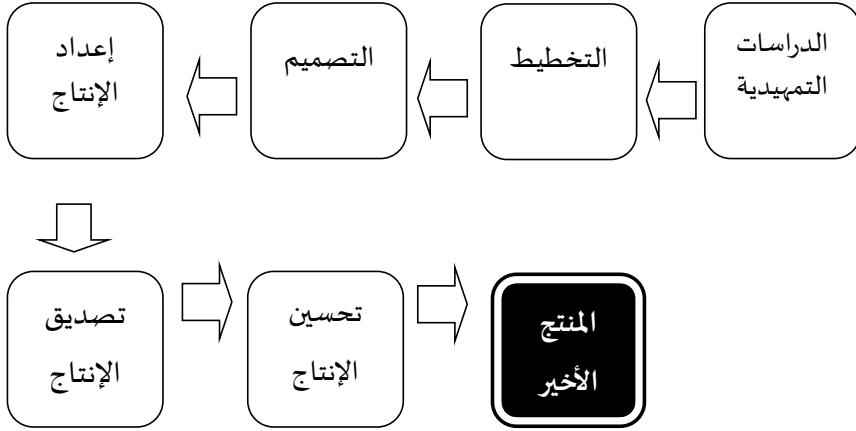 الدراسات
التمهيدية
التخطيط
التصميم
إعداد
الإنتاج
تصديق
الإنتاج
تحسين
الإنتاج
المنتج
الأخير